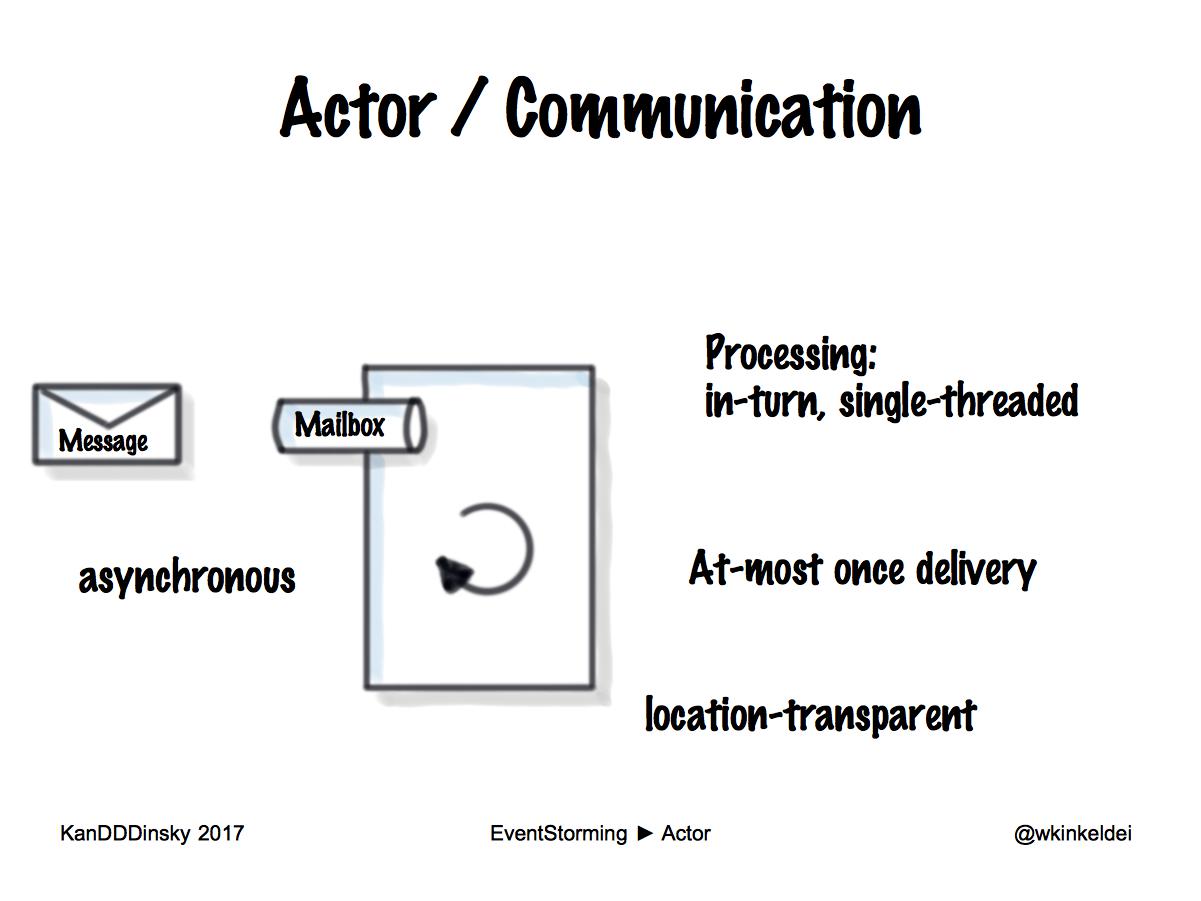 Actor / Communication
Message
Mailbox
asynchronous
Processing:
in-turn, single-threaded
At-most once delivery
location-transparent
KanDDDinsky 2017
EventStorming ► Actor
@wkinkeldei